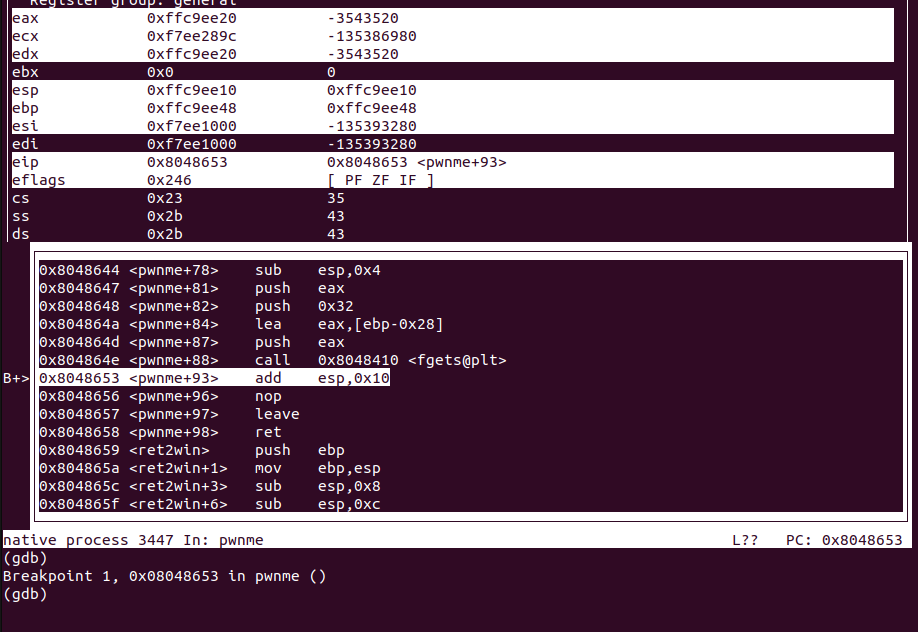 Register group: general
eax 0xffc9ee20 -3543520
ecx 0xf7ee289c -135386980
edx 0xffc9ee20 -3543520
ebx 0x0 0
esp 0xffc9ee10 0xffc9ee10
ebp 0xffc9ee48 0xffc9ee48
esi 0xf7ee1000 -135393280
edi 0xf7ee1000 -135393280
eip 0x8048653 0x8048653 <pwnme+93>
eflags 0x246 [ PF ZF IF ]
cs 0x23 35
ss 0x2b 43
ds 0x2b 43
0x8048644 <pwnme+78> sub esp,0x4
0x8048647 <pwnme+81> push eax
0x8048648 <pwnme+82> push 0x32
0x804864a <pwnme+84> lea eax,[ebp-0x28]
0x804864d <pwnme+87> push eax
0x804864e <pwnme+88> call 0x8048410 <fgets@plt>
B+> 0x8048653 <pwnme+93> add esp,0x10
0x8048656 <pwnme+96> nop
0x8048657 <pwnme+97> leave
0x8048658 <pwnme+98> ret
0x8048659 <ret2win> push ebp
0x804865a <ret2win+1> mov ebp,esp
0x804865c <ret2win+3> sub esp,0x8
0x804865f <ret2win+6> sub esp,0xc
native process 3447 In: pwnme L?? PC: 0x8048653
(gdb)
Breakpoint 1, 0x08048653 in pwnme ()
(gdb)